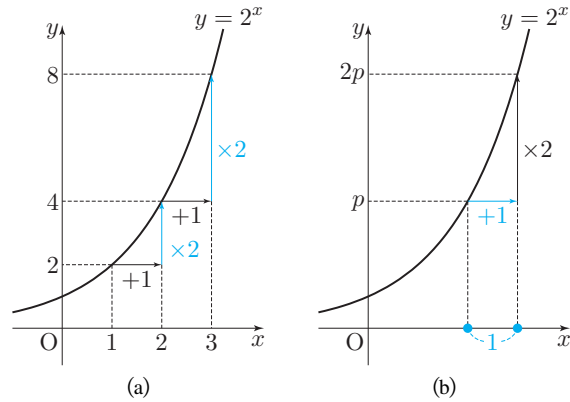 y
y = 2^x
8
×2
4
+1
×2
2
+1
O
1
2
3
x
(a)
y
y = 2^x
2p
×2
p
+1
O
1
x
(b)